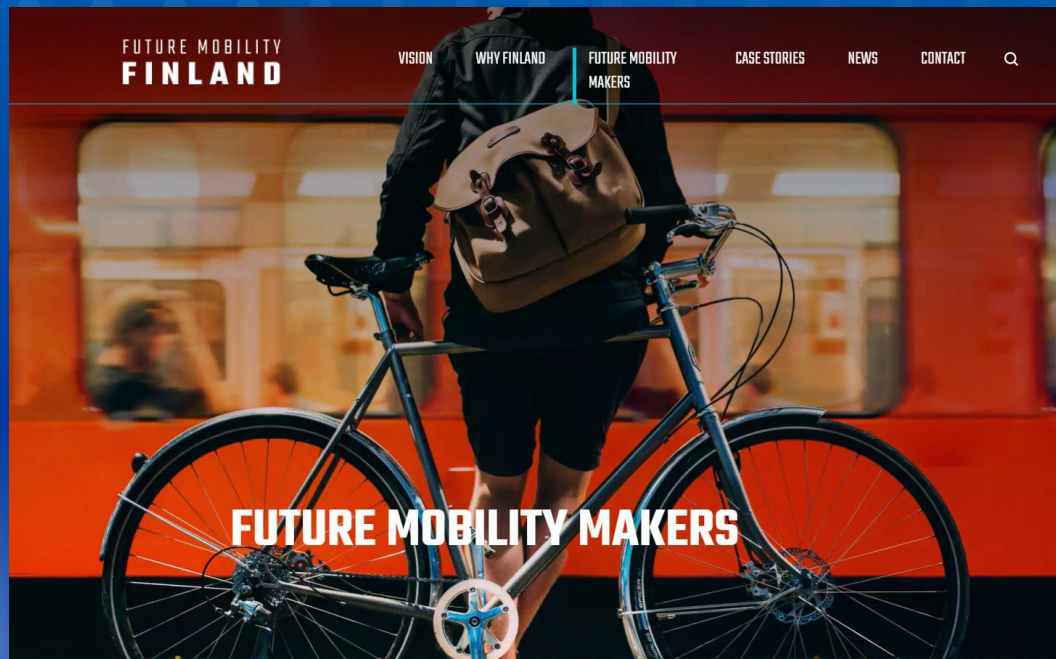 FUTURE MOBILITY
FINLAND
VISION
WHY FINLAND
FUTURE MOBILITY
MAKERS
CASE STORIES
NEWS
CONTACT
FUTURE MOBILITY MAKERS